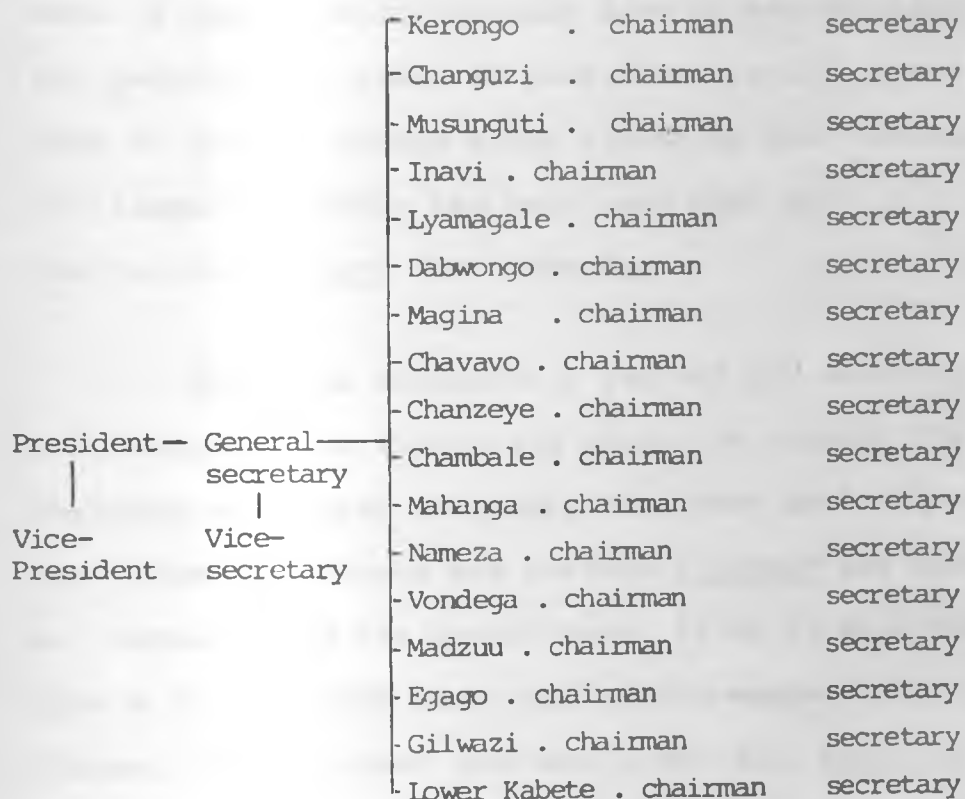 Kerongo . chairman secretary
Changuzi . chairman secretary
Musunguti . chairman secretary
Inavi . chairman secretary
Lyamagale . chairman secretary
Dabwongo . chairman secretary
Magina . chairman secretary
Chavavo . chairman secretary
Chanzeye . chairman secretary
President — General secretary
Chambale . chairman secretary
Mahanga . chairman secretary
Vice-President Vice-secretary
Nameza . chairman secretary
Vondega . chairman secretary
Madzuu . chairman secretary
Egago . chairman secretary
Gilwazi . chairman secretary
Lower Kabete . chairman secretary